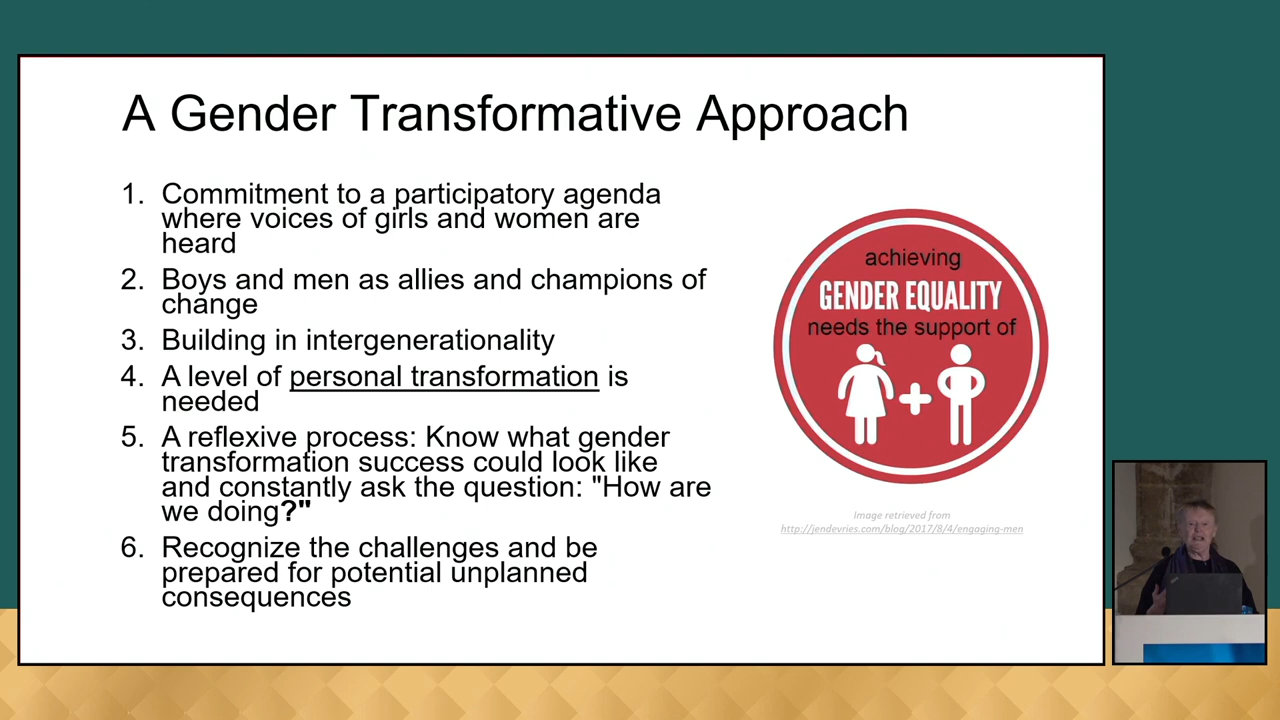 A Gender Transformative Approach
1. Commitment to a participatory agenda
where voices of girls and women are
heard
2. Boys and men as allies and champions of
change
3. Building in intergenerationality
4. A level of personal transformation is
needed
5. A reflexive process: Know what gender
transformation success could look like
and constantly ask the question: "How are
we doing?"
6. Recognize the challenges and be
prepared for potential unplanned
consequences
achieving
GENDER EQUALITY
needs the support of
Image retrieved from
http://jendevries.com/blog/2017/8/4/engaging-men